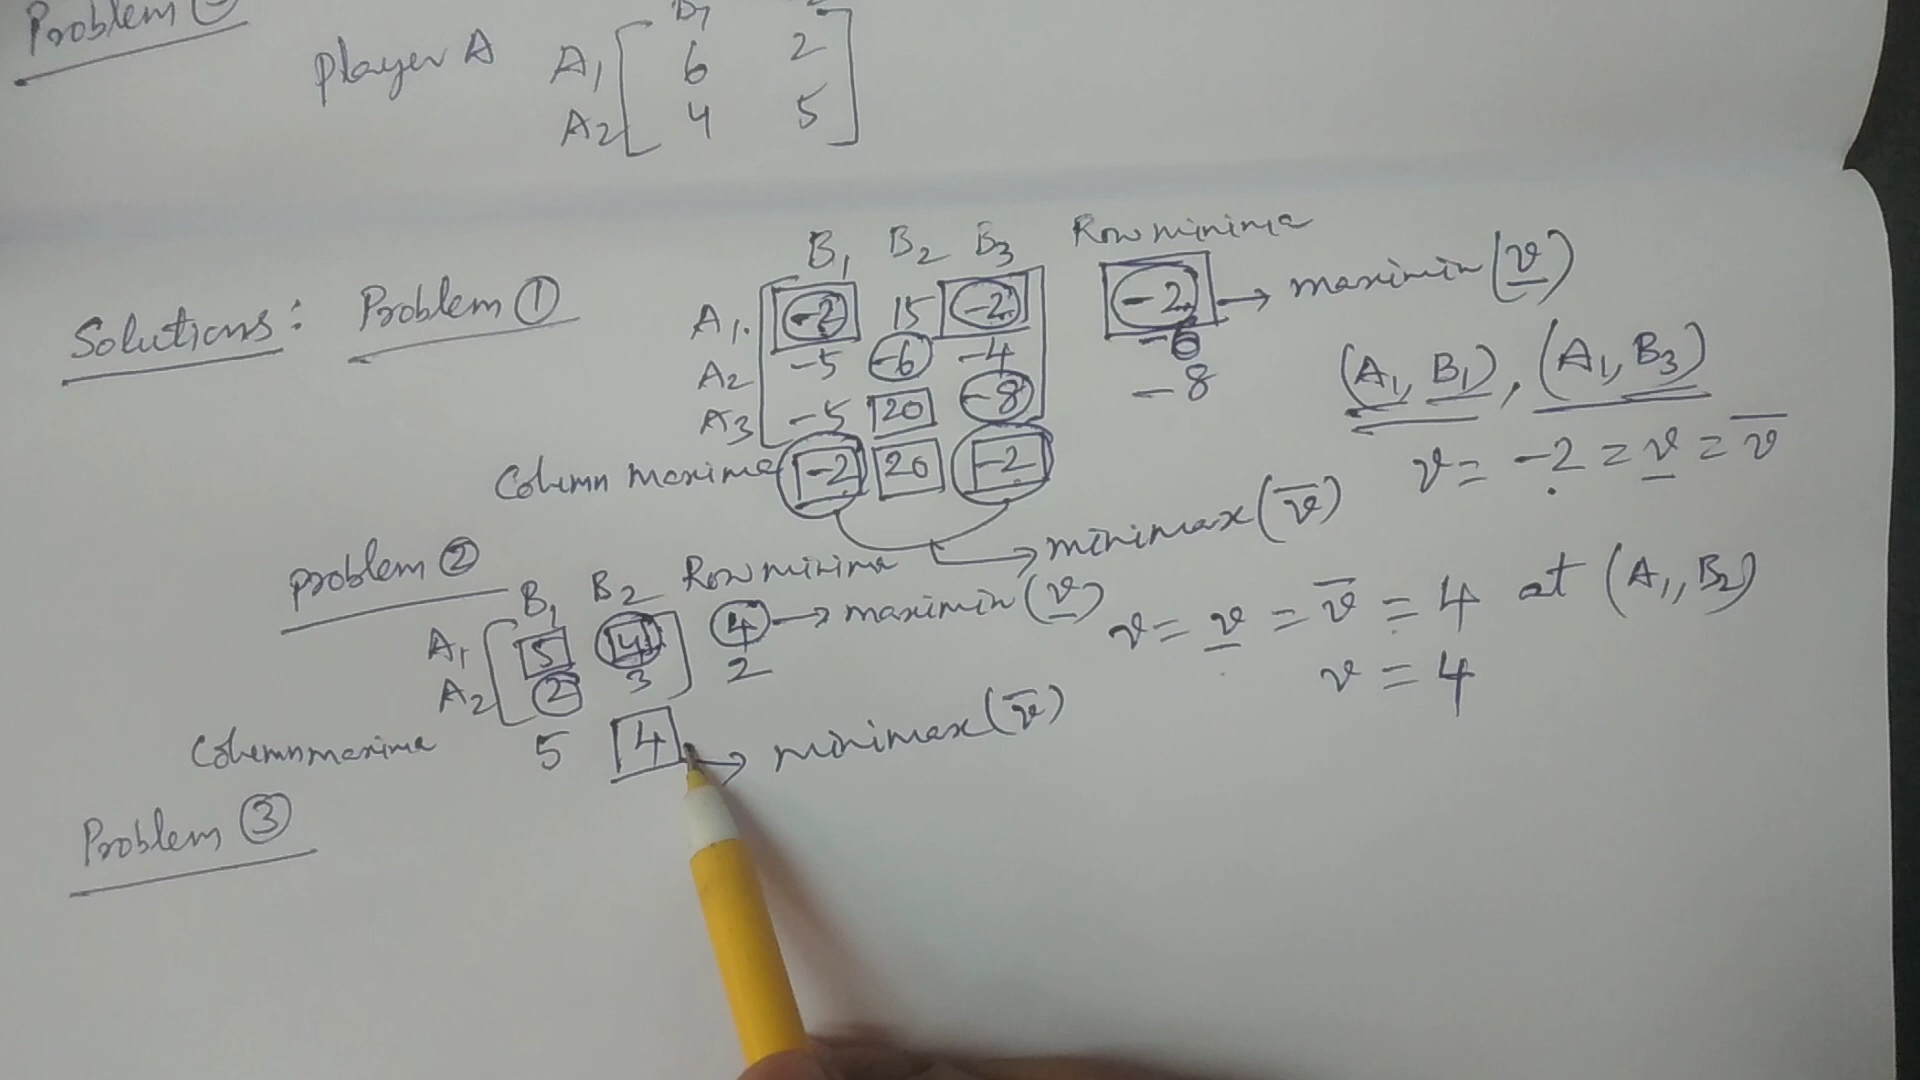 Problem
B1
Player A A1 6 2
A2 4 5
B1 B2 B3 Row minima
Solutions: Problem 1
A1 -2 15 -2 -2 → maximin (v)
A2 -5 -6 -4 -6
A3 -5 20 -8 -8
(A1, B1), (A1, B3)
Column maxima -2 20 -2
v = -2 = v = v̅
→ minimax (v̅)
problem 2
B1 B2 Row minima
A1 5 4 4 → maximin (v)
A2 2 3 2
v = v = v̅ = 4 at (A1, B2)
v = 4
Column maxima 5 4 → minimax (v̅)
Problem 3